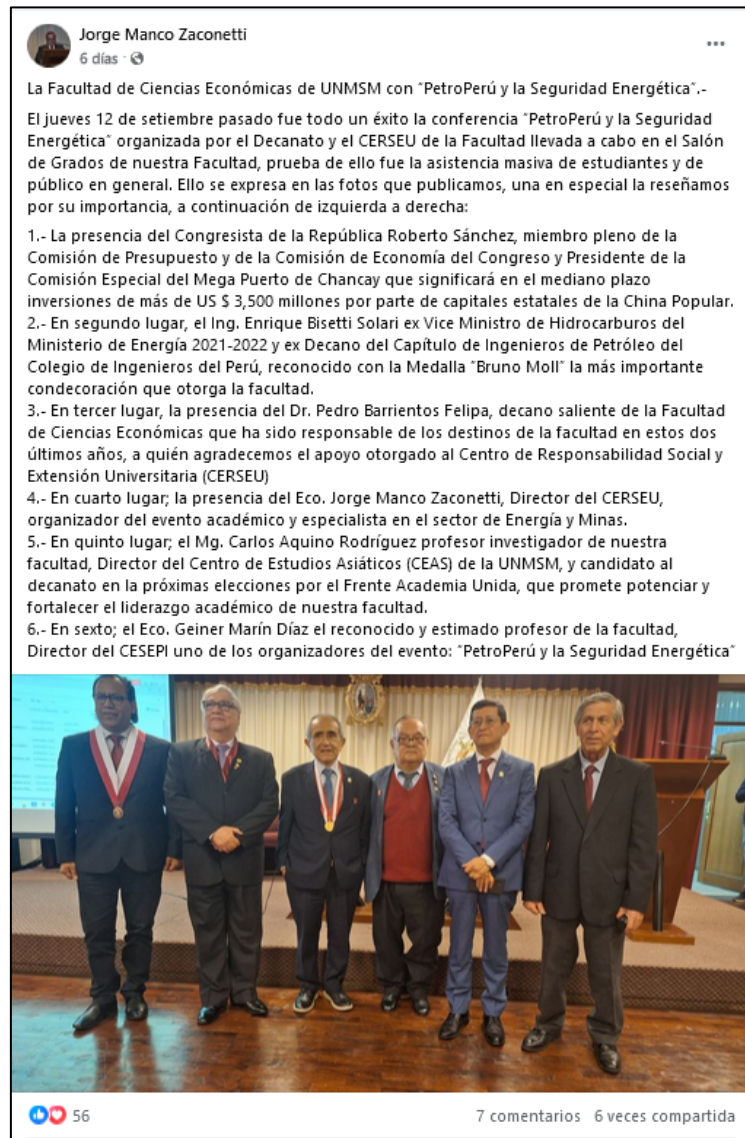 Jorge Manco Zaconetti
6 días
La Facultad de Ciencias Económicas de UNMSM con "PetroPerú y la Seguridad Energética".-
El jueves 12 de setiembre pasado fue todo un éxito la conferencia "PetroPerú y la Seguridad
Energética" organizada por el Decanato y el CERSEU de la Facultad llevada a cabo en el Salón
de Grados de nuestra Facultad, prueba de ello fue la asistencia masiva de estudiantes y de
público en general. Ello se expresa en las fotos que publicamos, una en especial la reseñamos
por su importancia, a continuación de izquierda a derecha:
1.- La presencia del Congresista de la República Roberto Sánchez, miembro pleno de la
Comisión de Presupuesto y de la Comisión de Economía del Congreso y Presidente de la
Comisión Especial del Mega Puerto de Chancay que significará en el mediano plazo
inversiones de más de US $ 3,500 millones por parte de capitales estatales de la China Popular.
2.- En segundo lugar, el Ing. Enrique Bisetti Solari ex Vice Ministro de Hidrocarburos del
Ministerio de Energía 2021-2022 y ex Decano del Capítulo de Ingenieros de Petróleo del
Colegio de Ingenieros del Perú, reconocido con la Medalla "Bruno Moll" la más importante
condecoración que otorga la facultad.
3.- En tercer lugar, la presencia del Dr. Pedro Barrientos Felipa, decano saliente de la Facultad
de Ciencias Económicas que ha sido responsable de los destinos de la facultad en estos dos
últimos años, a quién agradecemos el apoyo otorgado al Centro de Responsabilidad Social y
Extensión Universitaria (CERSEU)
4.- En cuarto lugar; la presencia del Eco. Jorge Manco Zaconetti, Director del CERSEU,
organizador del evento académico y especialista en el sector de Energía y Minas.
5.- En quinto lugar; el Mg. Carlos Aquino Rodríguez profesor investigador de nuestra
facultad, Director del Centro de Estudios Asiáticos (CEAS) de la UNMSM, y candidato al
decanato en la próximas elecciones por el Frente Academia Unida, que promete potenciar y
fortalecer el liderazgo académico de nuestra facultad.
6.- En sexto; el Eco. Geiner Marín Díaz el reconocido y estimado profesor de la facultad,
Director del CESEPI uno de los organizadores del evento: "PetroPerú y la Seguridad Energética"
56
7 comentarios 6 veces compartida